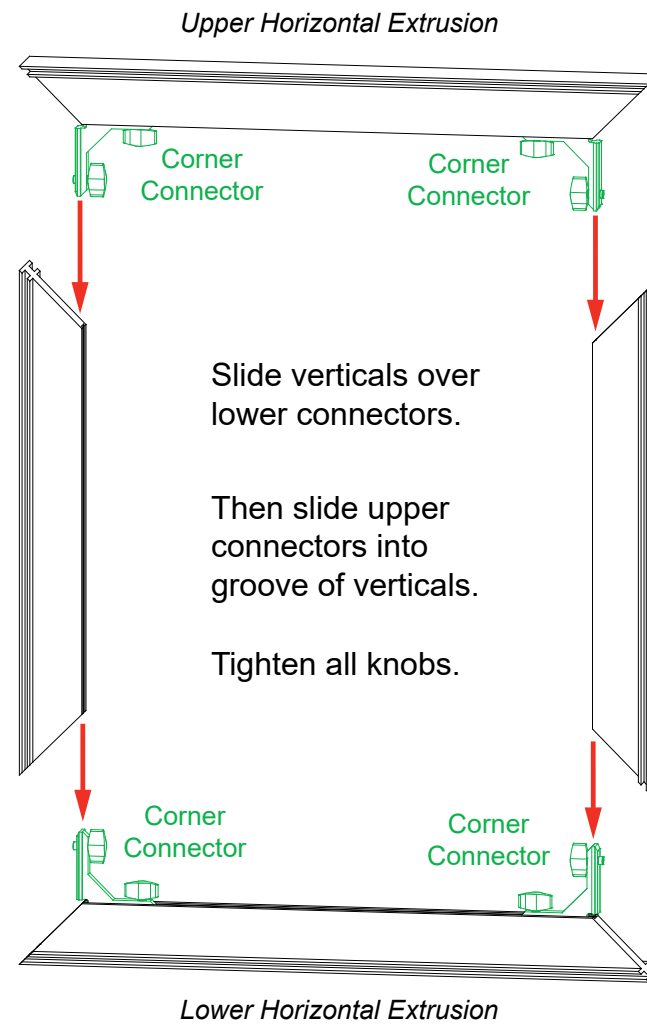 Upper Horizontal Extrusion
Corner
Connector
Corner
Connector
Slide verticals over
lower connectors.
Then slide upper
connectors into
groove of verticals.
Tighten all knobs.
Corner
Connector
Corner
Connector
Lower Horizontal Extrusion